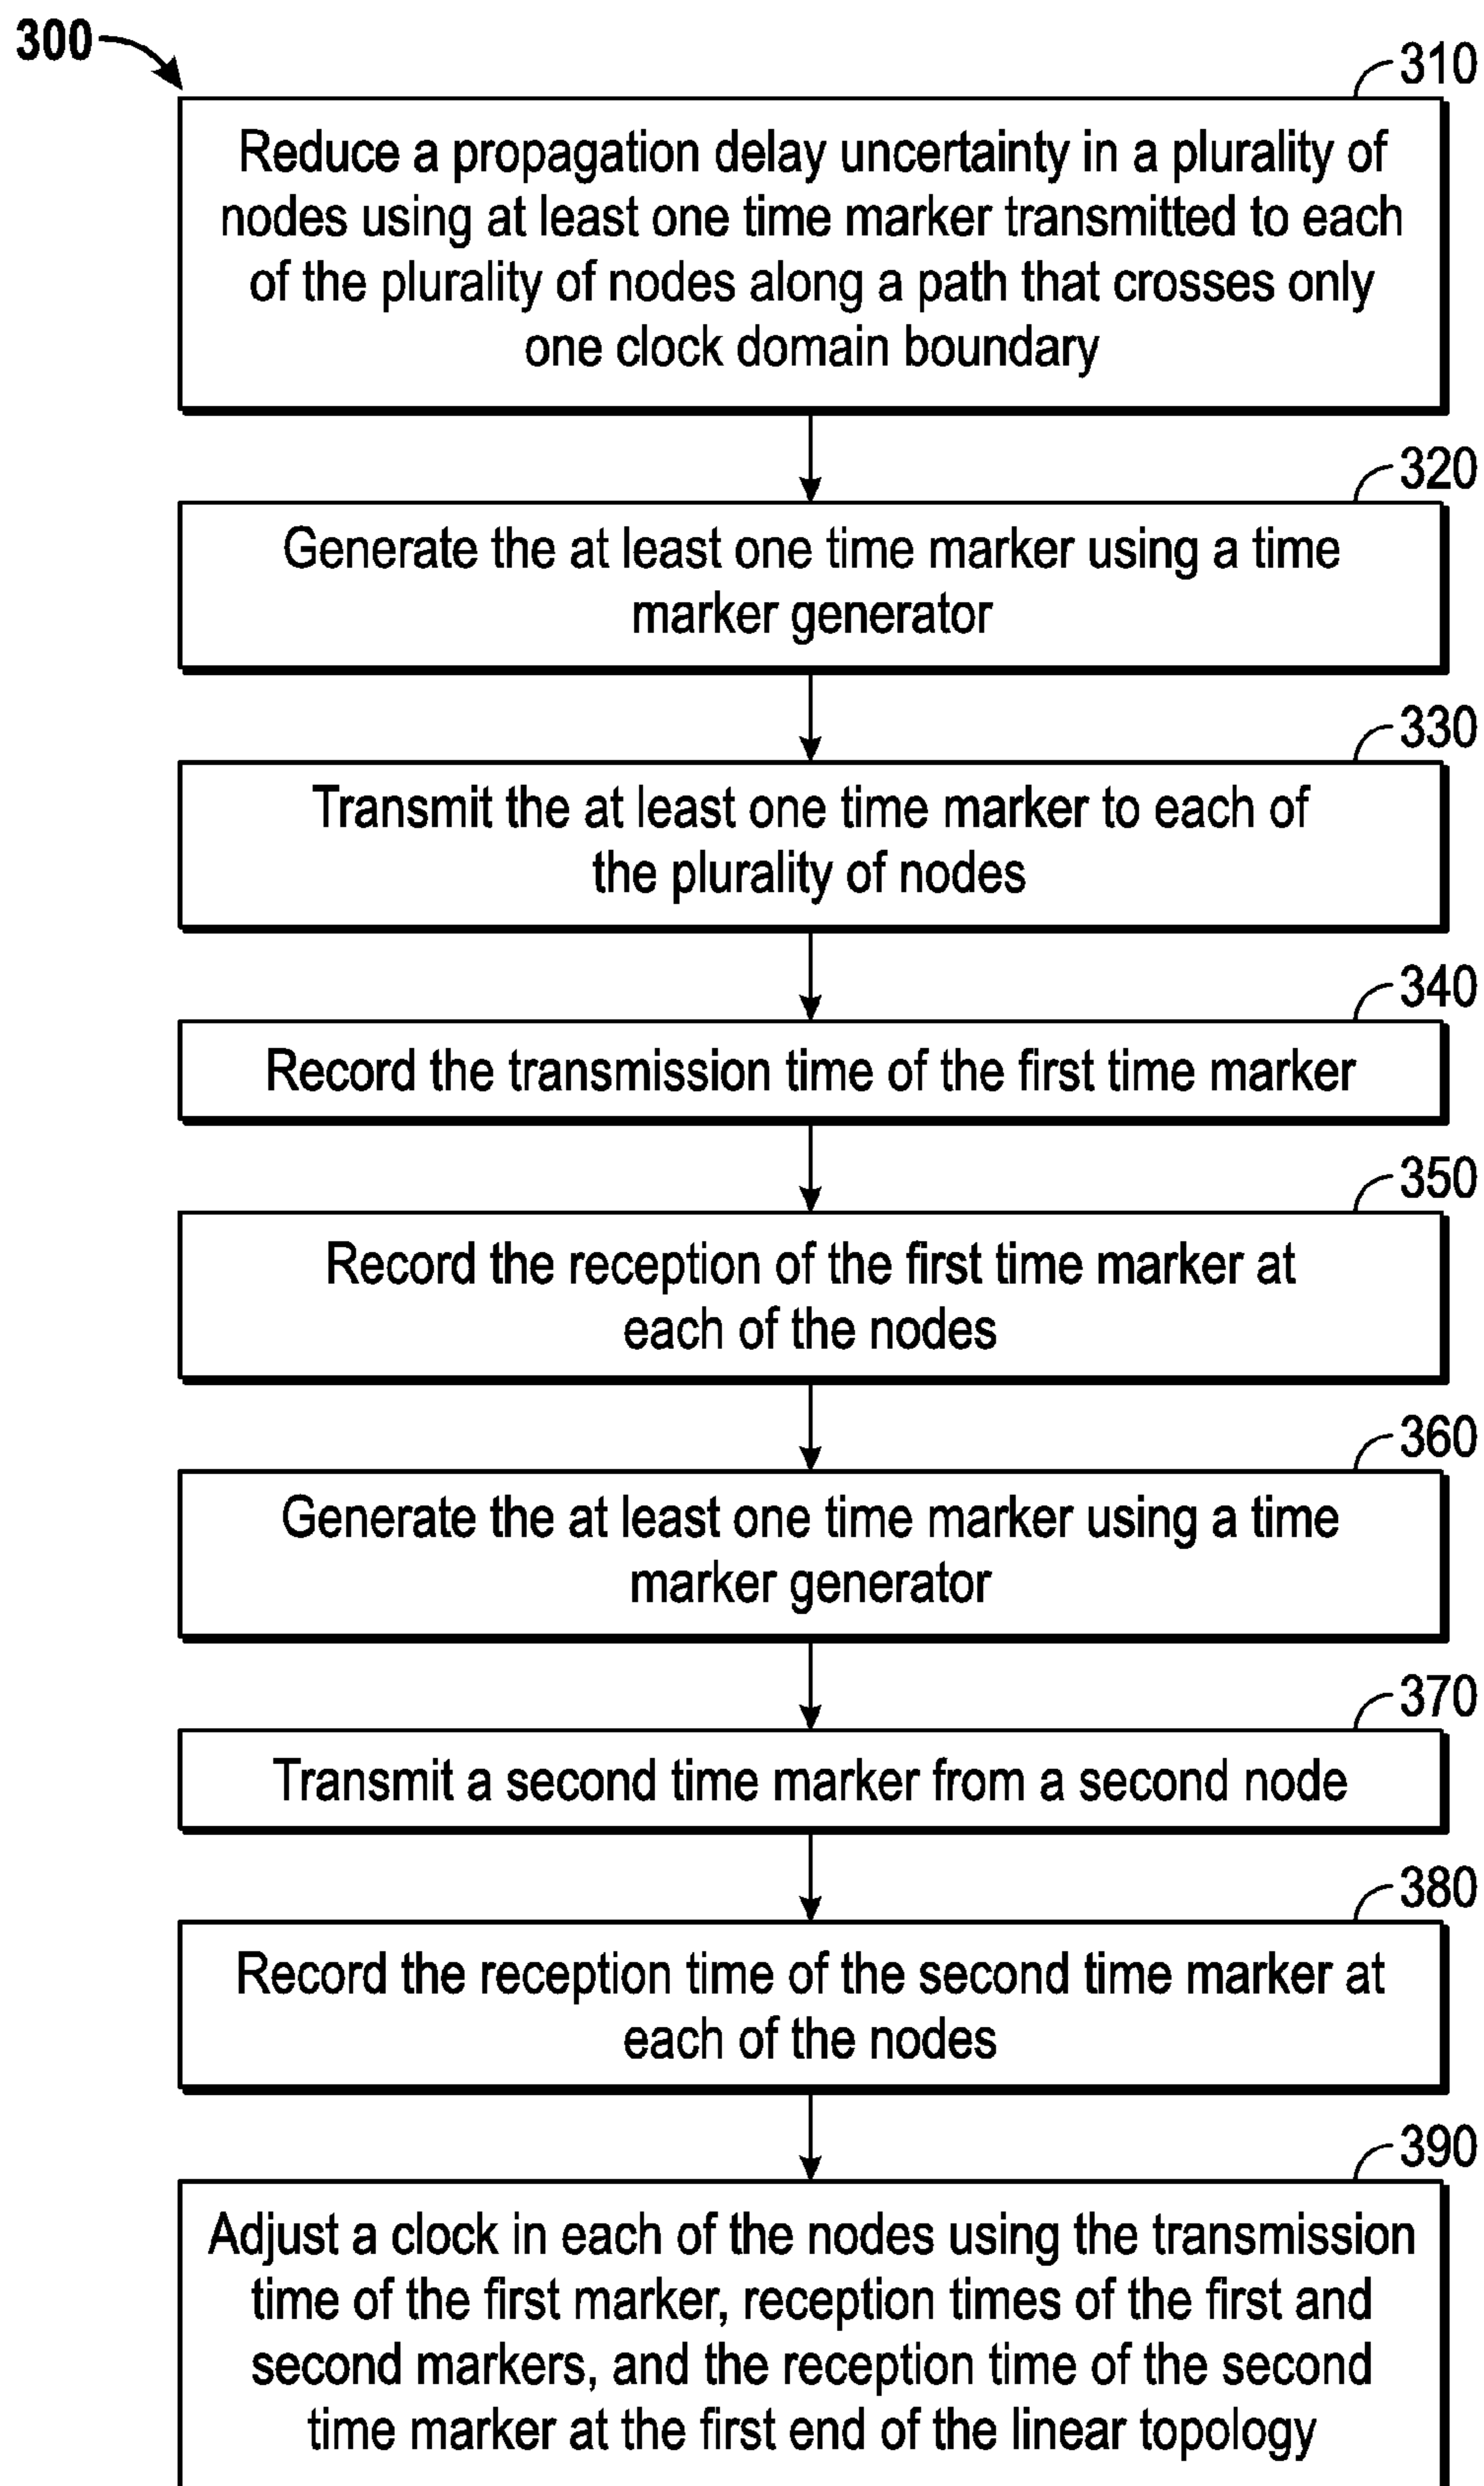 300
310
Reduce a propagation delay uncertainty in a plurality of
nodes using at least one time marker transmitted to each
of the plurality of nodes along a path that crosses only
one clock domain boundary
320
Generate the at least one time marker using a time
marker generator
330
Transmit the at least one time marker to each of
the plurality of nodes
340
Record the transmission time of the first time marker
350
Record the reception of the first time marker at
each of the nodes
360
Generate the at least one time marker using a time
marker generator
370
Transmit a second time marker from a second node
380
Record the reception time of the second time marker at
each of the nodes
390
Adjust a clock in each of the nodes using the transmission
time of the first marker, reception times of the first and
second markers, and the reception time of the second
time marker at the first end of the linear topology